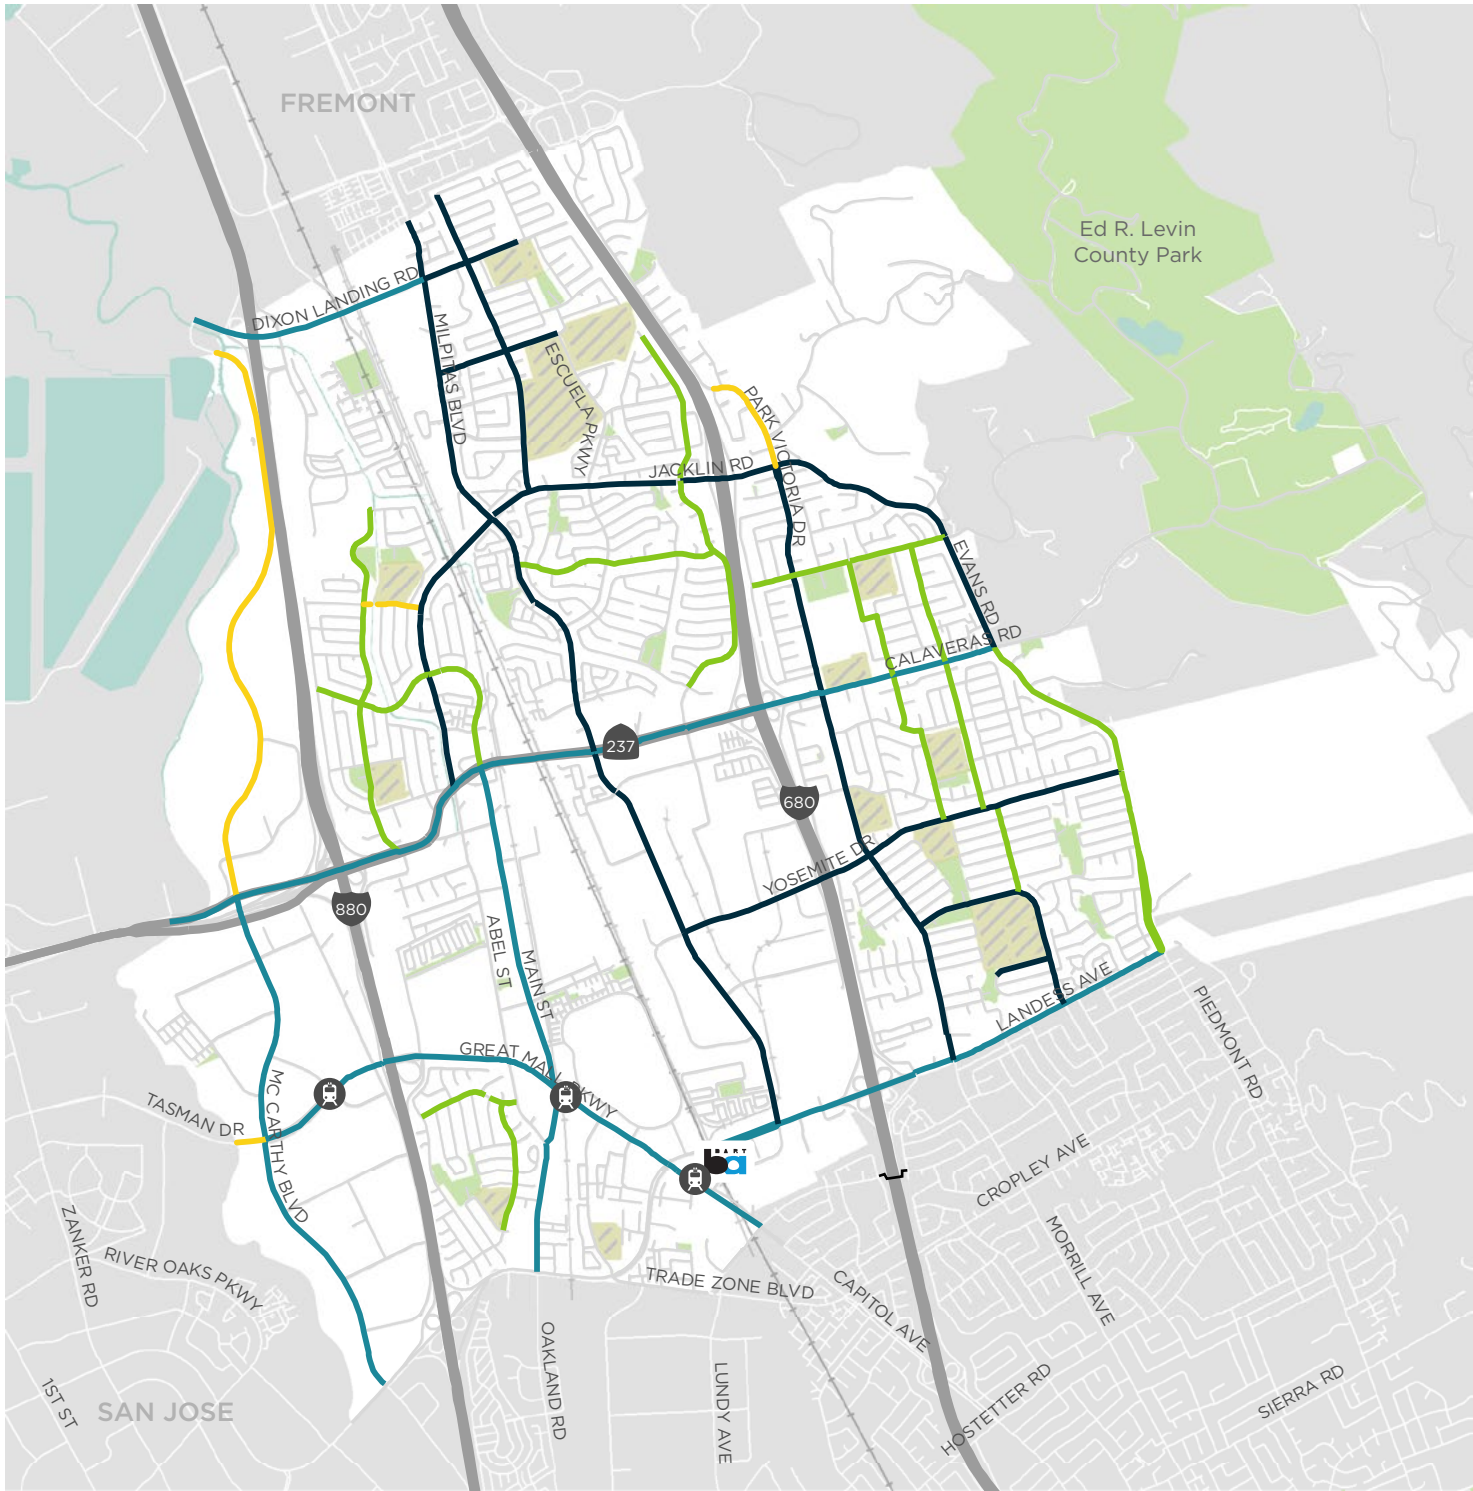 FREMONT
Ed R. Levin
County Park
DIXON LANDING RD
MILPITAS BLVD
ESCUELA PKWY
PARK VICTORIA DR
JACKLIN RD
EVANS RD
CALAVERAS RD
237
680
YOSEMITE DR
880
ABEL ST
MAIN ST
LANDESS AVE
PIEDMONT RD
GREAT MALL PKWY
TASMAN DR
MC CARTHY BLVD
BART
ba
CROPLEY AVE
ZANKER RD
RIVER OAKS PKWY
MORRILL AVE
TRADE ZONE BLVD
CAPITOL AVE
OAKLAND RD
LUNDY AVE
HOSTETTER RD
SIERRA RD
1ST ST
SAN JOSE